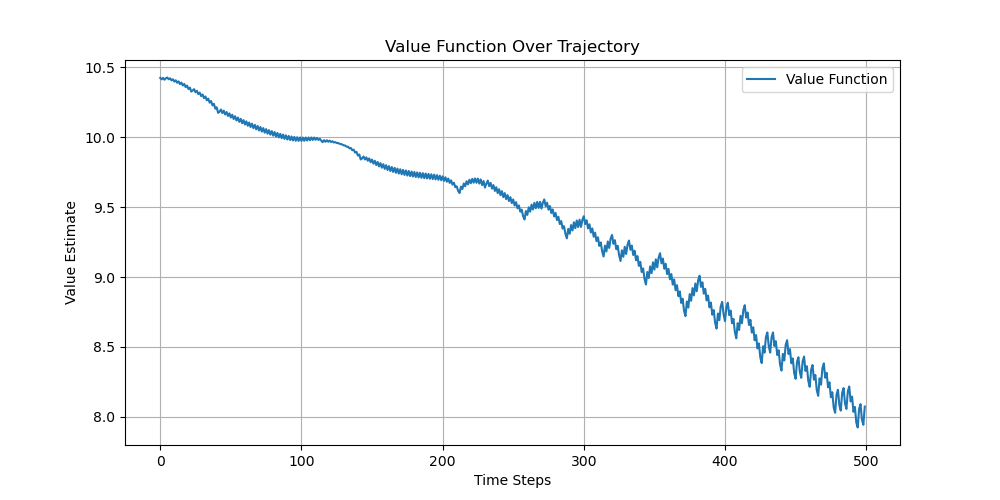 Value Function Over Trajectory
Value Function
Value Estimate
10.5
10.0
9.5
9.0
8.5
8.0
0 100 200 300 400 500
Time Steps